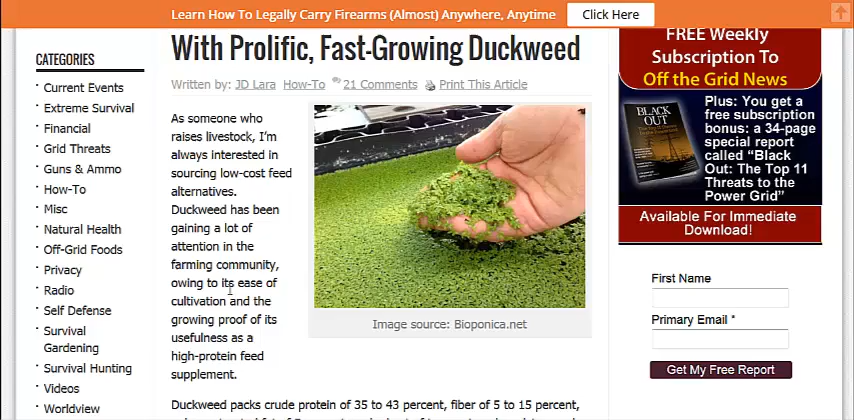 Learn How To Legally Carry Firearms (Almost) Anywhere, Anytime
Click Here
With Prolific, Fast-Growing Duckweed
Written by: JD Lara How-To 21 Comments Print This Article
CATEGORIES
Current Events
Extreme Survival
Financial
Grid Threats
Guns & Ammo
How-To
Misc
Natural Health
Off-Grid Foods
Privacy
Radio
Self Defense
Survival
Gardening
Survival Hunting
Videos
Worldview
As someone who
raises livestock, I'm
always interested in
sourcing low-cost feed
alternatives.
Duckweed has been
gaining a lot of
attention in the
farming community,
owing to its ease of
cultivation and the
growing proof of its
usefulness as a
high-protein feed
supplement.
Image source: Bioponica.net
Duckweed packs crude protein of 35 to 43 percent, fiber of 5 to 15 percent,
FREE Weekly
Subscription To
Off the Grid News
BLACK
OUT
Plus: You get a
free subscription
bonus: a 34-page
special report
called "Black
Out: The Top 11
Threats to the
Power Grid"
Available For Immediate
Download!
First Name
Primary Email *
Get My Free Report